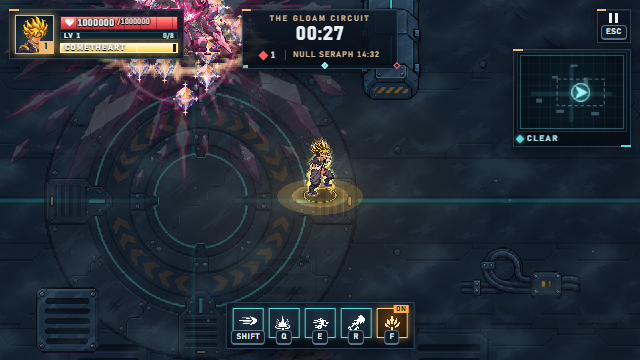 1000000/1000000
LV 1 0/8
COMETHEART
1
THE GLOAM CIRCUIT
00:27
1 NULL SERAPH 14:32
ESC
CLEAR
ON
SHIFT Q E R F